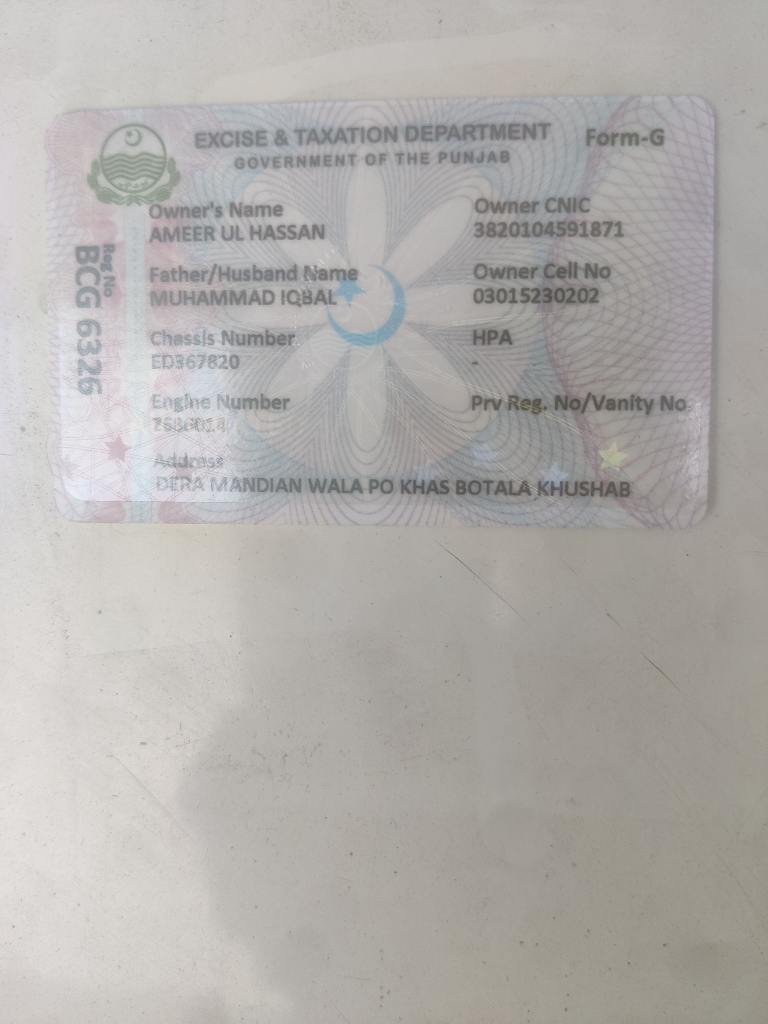 EXCISE & TAXATION DEPARTMENT
Form-G
GOVERNMENT OF THE PUNJAB
Reg No
BCG 6326
Owner's Name
AMEER UL HASSAN
Owner CNIC
3820104591871
Father/Husband Name
MUHAMMAD IQBAL
Owner Cell No
03015230202
Chassis Number
ED367820
HPA
-
Engine Number
Prv Reg. No/Vanity No.
Address
DERA MANDIAN WALA PO KHAS BOTALA KHUSHAB